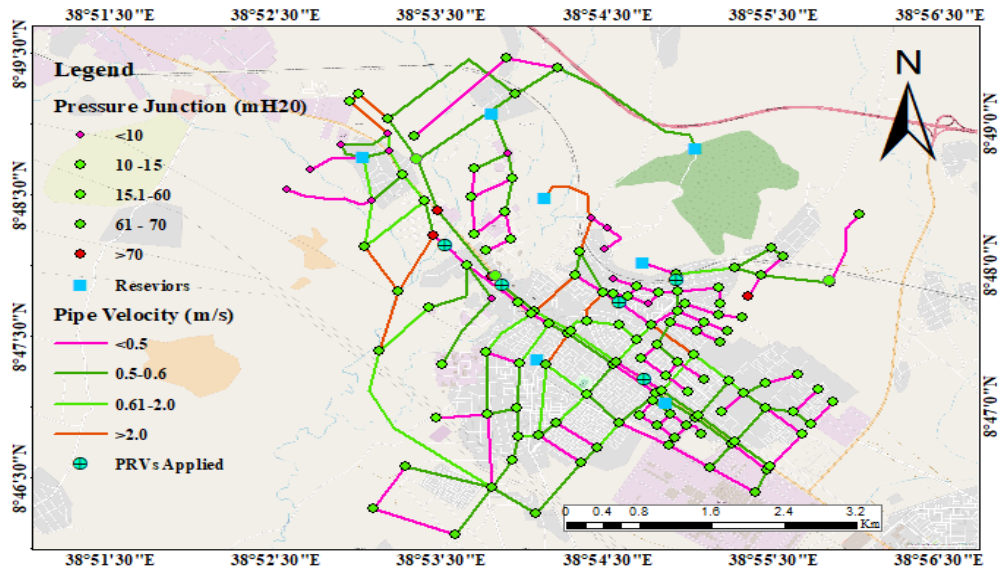 38°51'30"E 38°52'30"E 38°53'30"E 38°54'30"E 38°55'30"E 38°56'30"E
8°49'30"N
8°48'30"N
8°47'30"N
8°46'30"N
Legend
Pressure Junction (mH20)
<10
10 -15
15.1-60
61 - 70
>70
Reseviors
Pipe Velocity (m/s)
<0.5
0.5-0.6
0.61-2.0
>2.0
PRVs Applied
N
8°49'0"N
8°48'0"N
8°47'0"N
0 0.4 0.8 1.6 2.4 3.2
Km
38°51'30"E 38°52'30"E 38°53'30"E 38°54'30"E 38°55'30"E 38°56'30"E